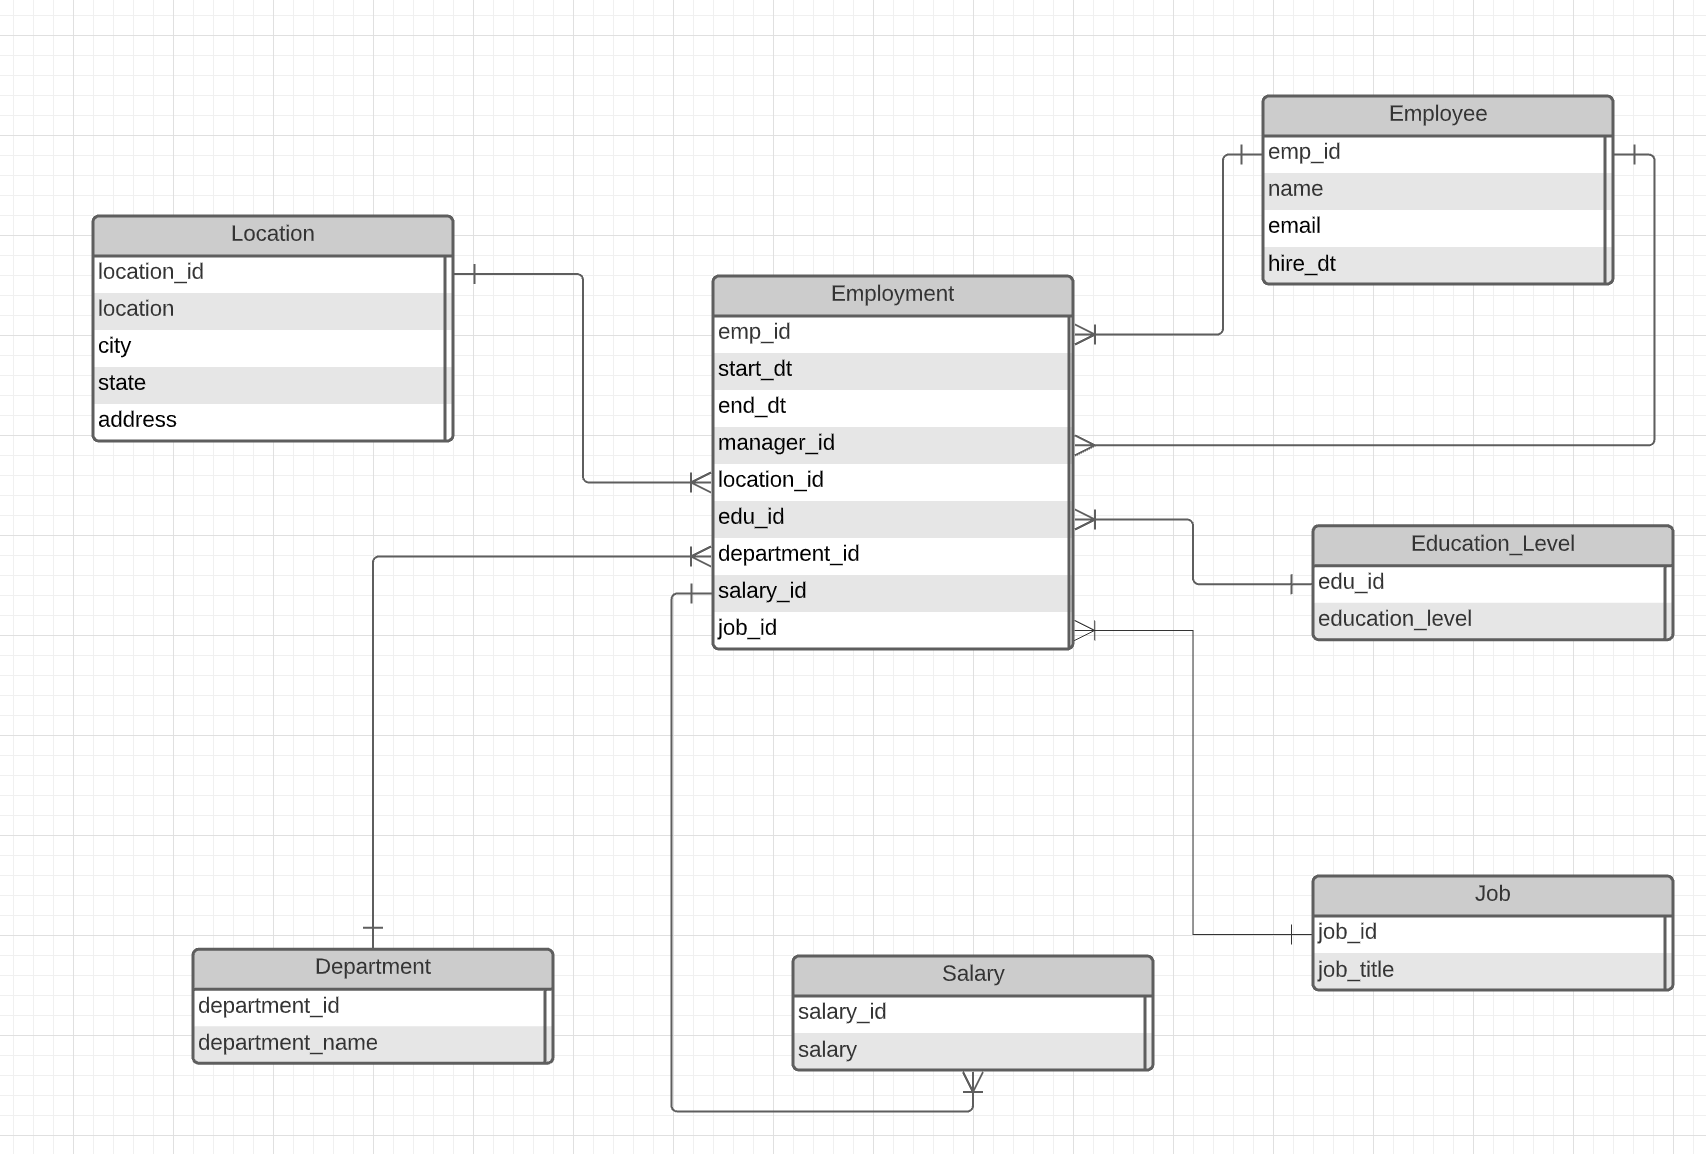 Employee
emp_id
name
email
hire_dt
Location
location_id
location
city
state
address
Employment
emp_id
start_dt
end_dt
manager_id
location_id
edu_id
department_id
salary_id
job_id
Education_Level
edu_id
education_level
Job
job_id
job_title
Department
department_id
department_name
Salary
salary_id
salary